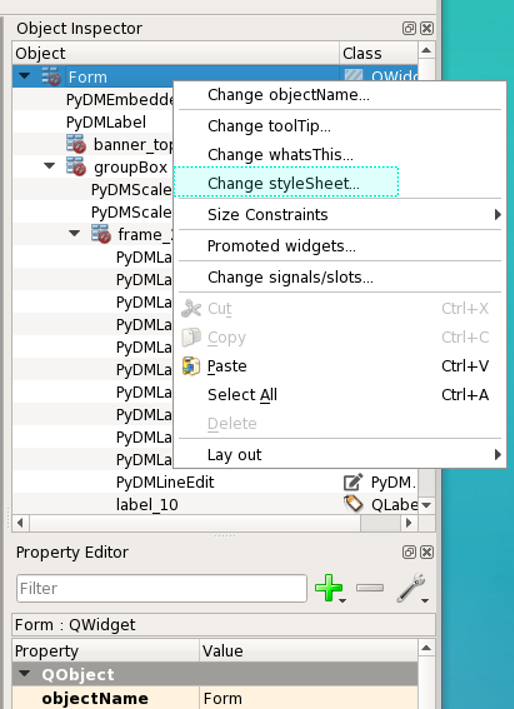 Object Inspector
Object Class
Form QWid
PyDMEmbedde
PyDMLabel
banner_top
groupBox
PyDMScale
PyDMScale
frame_
PyDMLa
PyDMLa
PyDMLa
PyDMLa
PyDMLa
PyDMLa
PyDMLa
PyDMLa
PyDMLa
PyDMLa
PyDMLineEdit PyDM.
label_10 QLabe
Change objectName...
Change toolTip...
Change whatsThis...
Change styleSheet...
Size Constraints
Promoted widgets...
Change signals/slots...
Cut Ctrl+X
Copy Ctrl+C
Paste Ctrl+V
Select All Ctrl+A
Delete
Lay out
Property Editor
Filter
Form : QWidget
Property Value
QObject
objectName Form